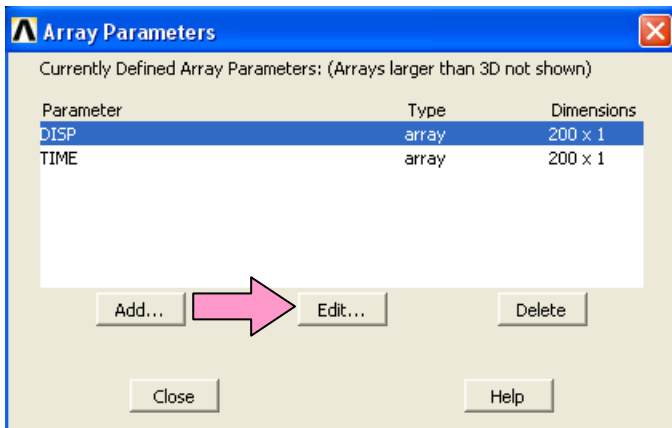 Array Parameters
Currently Defined Array Parameters: (Arrays larger than 3D not shown)
Parameter Type Dimensions
DISP array 200 x 1
TIME array 200 x 1
Add... Edit... Delete
Close Help